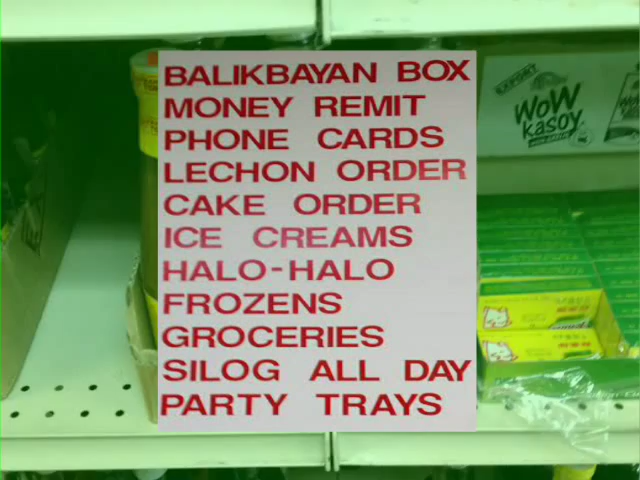 BALIKBAYAN BOX
MONEY REMIT
PHONE CARDS
LECHON ORDER
CAKE ORDER
ICE CREAMS
HALO-HALO
FROZENS
GROCERIES
SILOG ALL DAY
PARTY TRAYS
EXPORT
WOW
kasoy